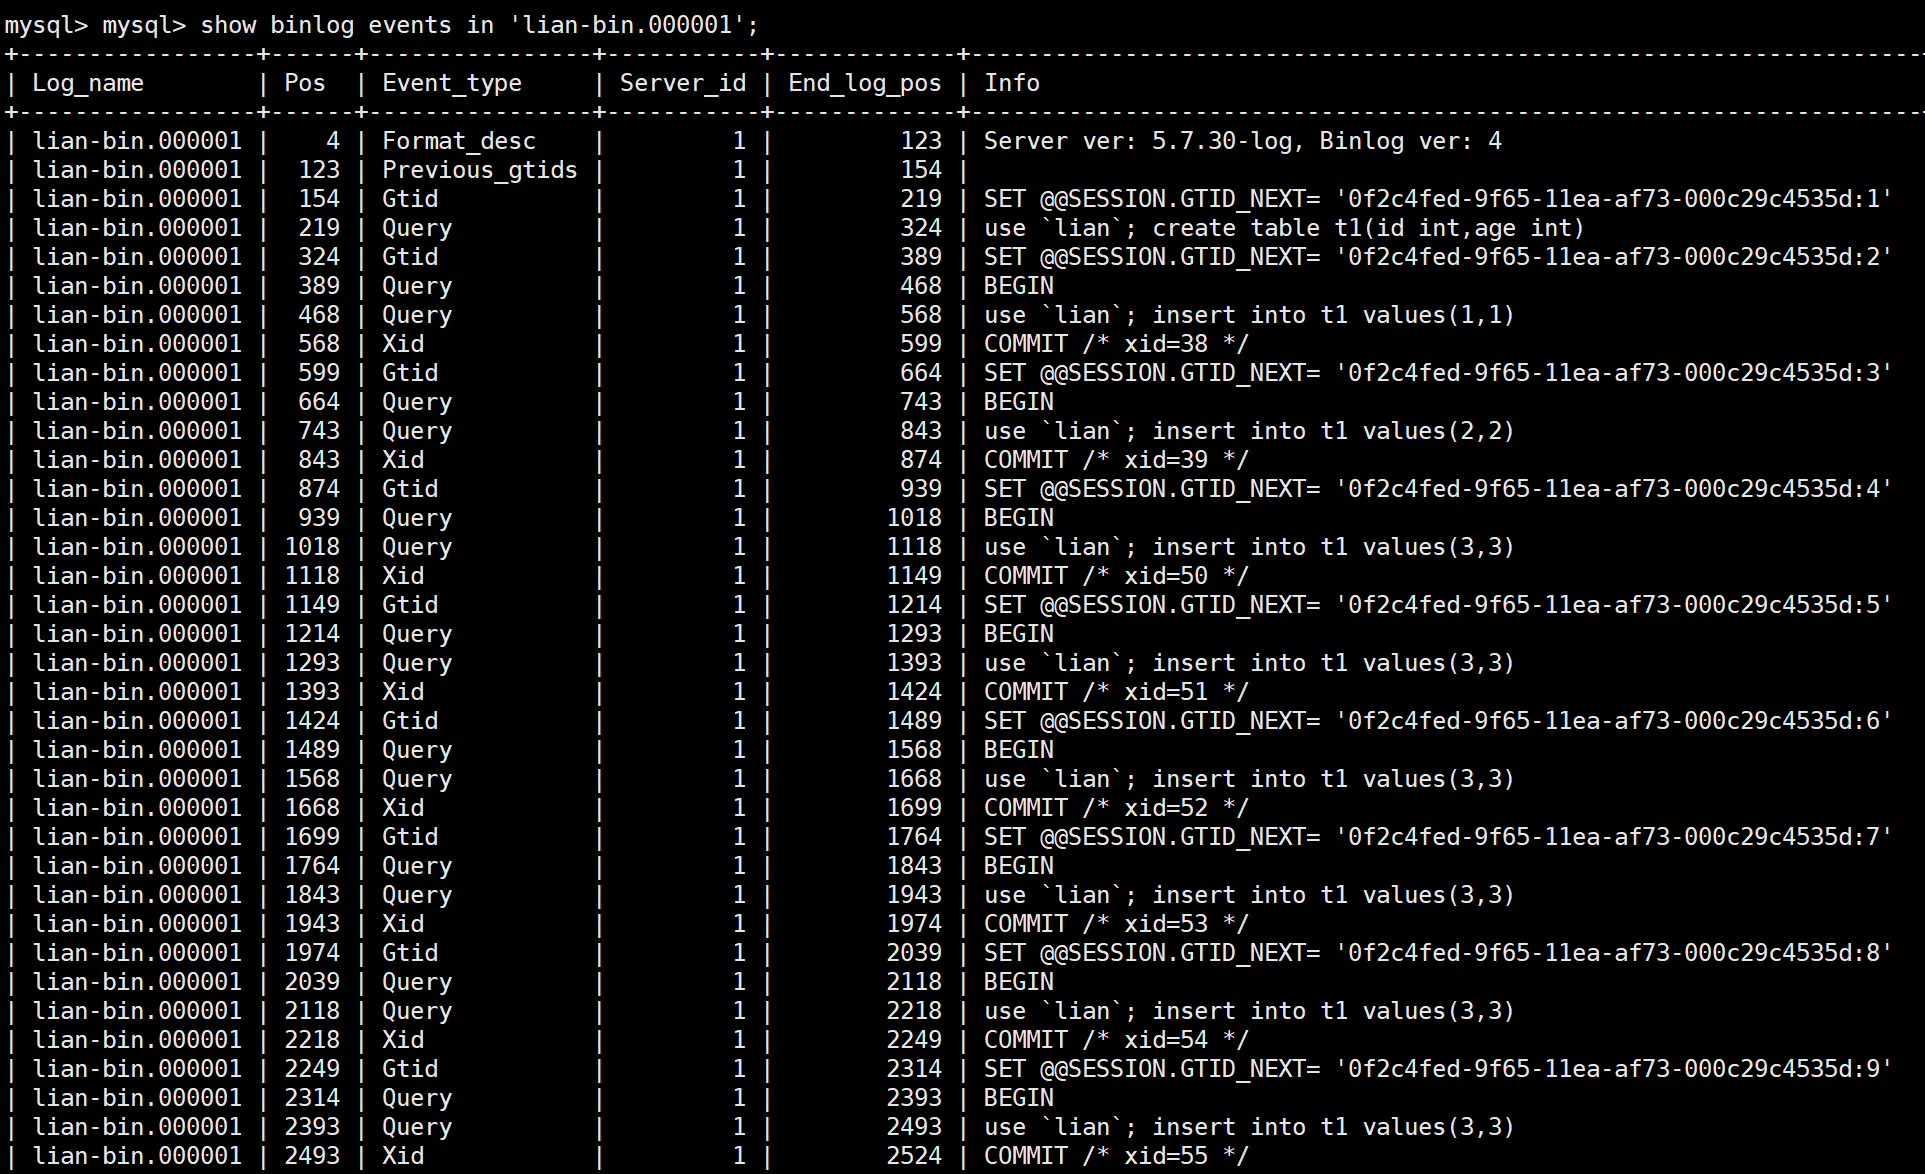 mysql> mysql> show binlog events in 'lian-bin.000001';
+-----------------+------+----------------+-----------+-------------+--------------------------------------------------------------------
| Log_name        | Pos  | Event_type     | Server_id | End_log_pos | Info
+-----------------+------+----------------+-----------+-------------+--------------------------------------------------------------------
| lian-bin.000001 |    4 | Format_desc    |         1 |         123 | Server ver: 5.7.30-log, Binlog ver: 4
| lian-bin.000001 |  123 | Previous_gtids |         1 |         154 |
| lian-bin.000001 |  154 | Gtid           |         1 |         219 | SET @@SESSION.GTID_NEXT= '0f2c4fed-9f65-11ea-af73-000c29c4535d:1'
| lian-bin.000001 |  219 | Query          |         1 |         324 | use `lian`; create table t1(id int,age int)
| lian-bin.000001 |  324 | Gtid           |         1 |         389 | SET @@SESSION.GTID_NEXT= '0f2c4fed-9f65-11ea-af73-000c29c4535d:2'
| lian-bin.000001 |  389 | Query          |         1 |         468 | BEGIN
| lian-bin.000001 |  468 | Query          |         1 |         568 | use `lian`; insert into t1 values(1,1)
| lian-bin.000001 |  568 | Xid            |         1 |         599 | COMMIT /* xid=38 */
| lian-bin.000001 |  599 | Gtid           |         1 |         664 | SET @@SESSION.GTID_NEXT= '0f2c4fed-9f65-11ea-af73-000c29c4535d:3'
| lian-bin.000001 |  664 | Query          |         1 |         743 | BEGIN
| lian-bin.000001 |  743 | Query          |         1 |         843 | use `lian`; insert into t1 values(2,2)
| lian-bin.000001 |  843 | Xid            |         1 |         874 | COMMIT /* xid=39 */
| lian-bin.000001 |  874 | Gtid           |         1 |         939 | SET @@SESSION.GTID_NEXT= '0f2c4fed-9f65-11ea-af73-000c29c4535d:4'
| lian-bin.000001 |  939 | Query          |         1 |        1018 | BEGIN
| lian-bin.000001 | 1018 | Query          |         1 |        1118 | use `lian`; insert into t1 values(3,3)
| lian-bin.000001 | 1118 | Xid            |         1 |        1149 | COMMIT /* xid=50 */
| lian-bin.000001 | 1149 | Gtid           |         1 |        1214 | SET @@SESSION.GTID_NEXT= '0f2c4fed-9f65-11ea-af73-000c29c4535d:5'
| lian-bin.000001 | 1214 | Query          |         1 |        1293 | BEGIN
| lian-bin.000001 | 1293 | Query          |         1 |        1393 | use `lian`; insert into t1 values(3,3)
| lian-bin.000001 | 1393 | Xid            |         1 |        1424 | COMMIT /* xid=51 */
| lian-bin.000001 | 1424 | Gtid           |         1 |        1489 | SET @@SESSION.GTID_NEXT= '0f2c4fed-9f65-11ea-af73-000c29c4535d:6'
| lian-bin.000001 | 1489 | Query          |         1 |        1568 | BEGIN
| lian-bin.000001 | 1568 | Query          |         1 |        1668 | use `lian`; insert into t1 values(3,3)
| lian-bin.000001 | 1668 | Xid            |         1 |        1699 | COMMIT /* xid=52 */
| lian-bin.000001 | 1699 | Gtid           |         1 |        1764 | SET @@SESSION.GTID_NEXT= '0f2c4fed-9f65-11ea-af73-000c29c4535d:7'
| lian-bin.000001 | 1764 | Query          |         1 |        1843 | BEGIN
| lian-bin.000001 | 1843 | Query          |         1 |        1943 | use `lian`; insert into t1 values(3,3)
| lian-bin.000001 | 1943 | Xid            |         1 |        1974 | COMMIT /* xid=53 */
| lian-bin.000001 | 1974 | Gtid           |         1 |        2039 | SET @@SESSION.GTID_NEXT= '0f2c4fed-9f65-11ea-af73-000c29c4535d:8'
| lian-bin.000001 | 2039 | Query          |         1 |        2118 | BEGIN
| lian-bin.000001 | 2118 | Query          |         1 |        2218 | use `lian`; insert into t1 values(3,3)
| lian-bin.000001 | 2218 | Xid            |         1 |        2249 | COMMIT /* xid=54 */
| lian-bin.000001 | 2249 | Gtid           |         1 |        2314 | SET @@SESSION.GTID_NEXT= '0f2c4fed-9f65-11ea-af73-000c29c4535d:9'
| lian-bin.000001 | 2314 | Query          |         1 |        2393 | BEGIN
| lian-bin.000001 | 2393 | Query          |         1 |        2493 | use `lian`; insert into t1 values(3,3)
| lian-bin.000001 | 2493 | Xid            |         1 |        2524 | COMMIT /* xid=55 */